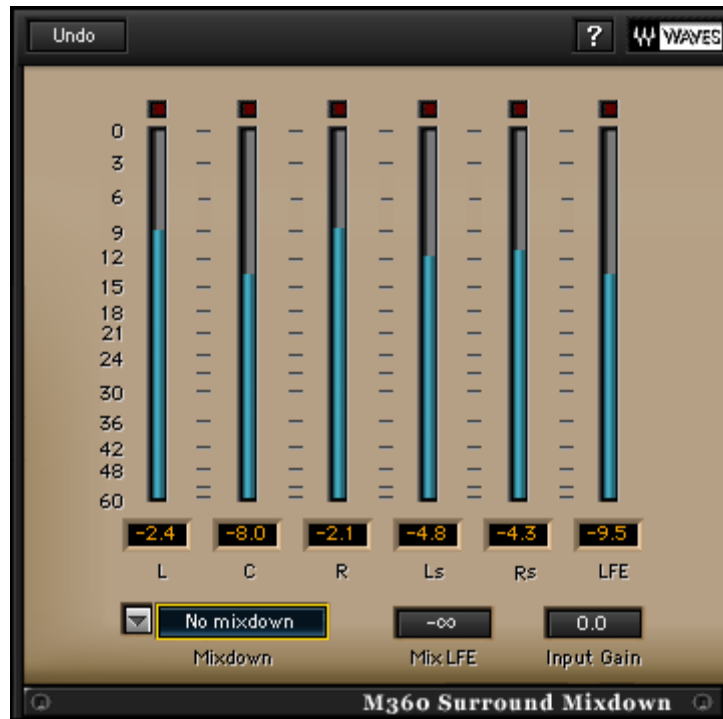 Undo
?
WAVES
0
3
6
9
12
15
18
21
24
30
36
42
48
60
-2.4 -8.0 -2.1 -4.8 -4.3 -9.5
L C R Ls Rs LFE
No mixdown -∞ 0.0
Mixdown Mix LFE Input Gain
M360 Surround Mixdown